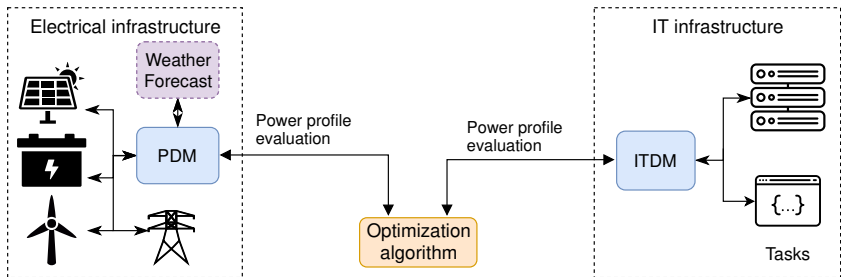 Electrical infrastructure
IT infrastructure
Weather
Forecast
Power profile
evaluation
Power profile
evaluation
PDM
ITDM
{...}
Optimization
algorithm
Tasks